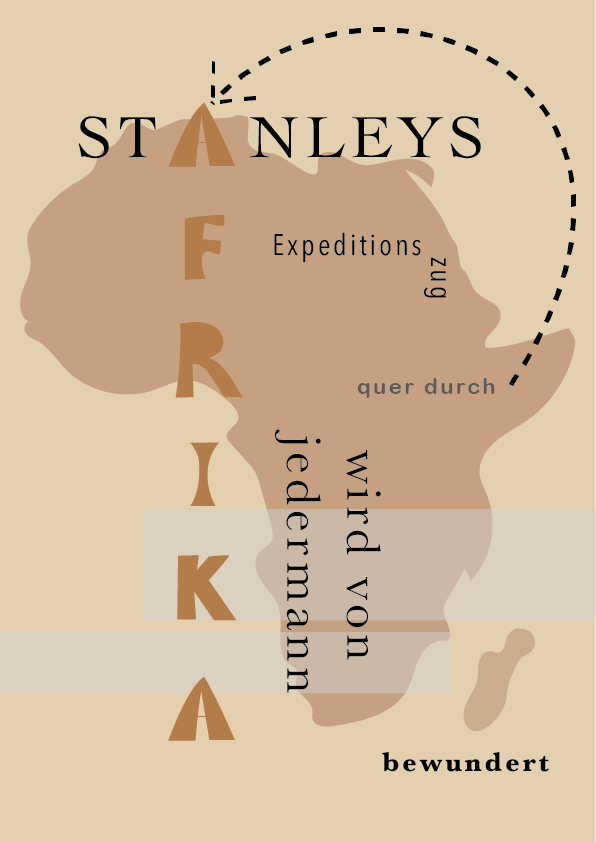 STANLEYS
Expeditions
zug
quer durch
AFRIKA
wird von
jedermann
bewundert